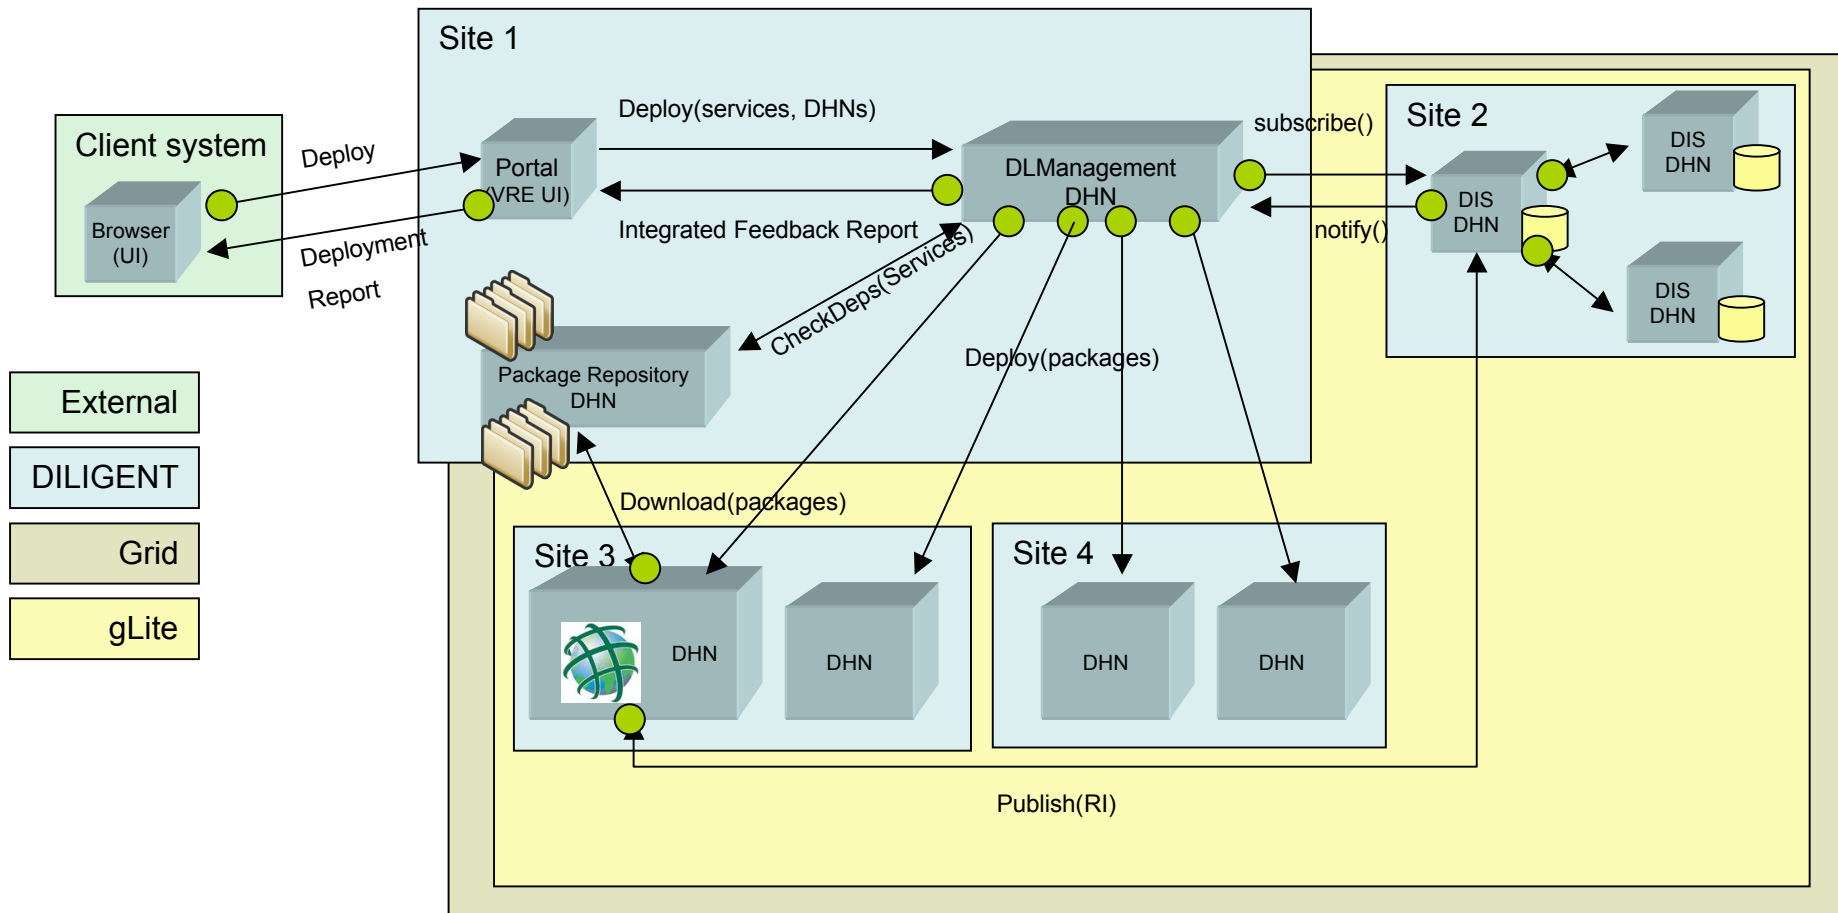 Site 1
Client system
Deploy
Browser
(UI)
Deployment
Report
Portal
(VRE UI)
Deploy(services, DHNs)
Integrated Feedback Report
DLManagement
DHN
subscribe()
notify()
Site 2
DIS
DHN
DIS
DHN
DIS
DHN
CheckDeps(Services)
Package Repository
DHN
Deploy(packages)
Download(packages)
External
DILIGENT
Grid
gLite
Site 3
DHN
DHN
Site 4
DHN
DHN
Publish(RI)